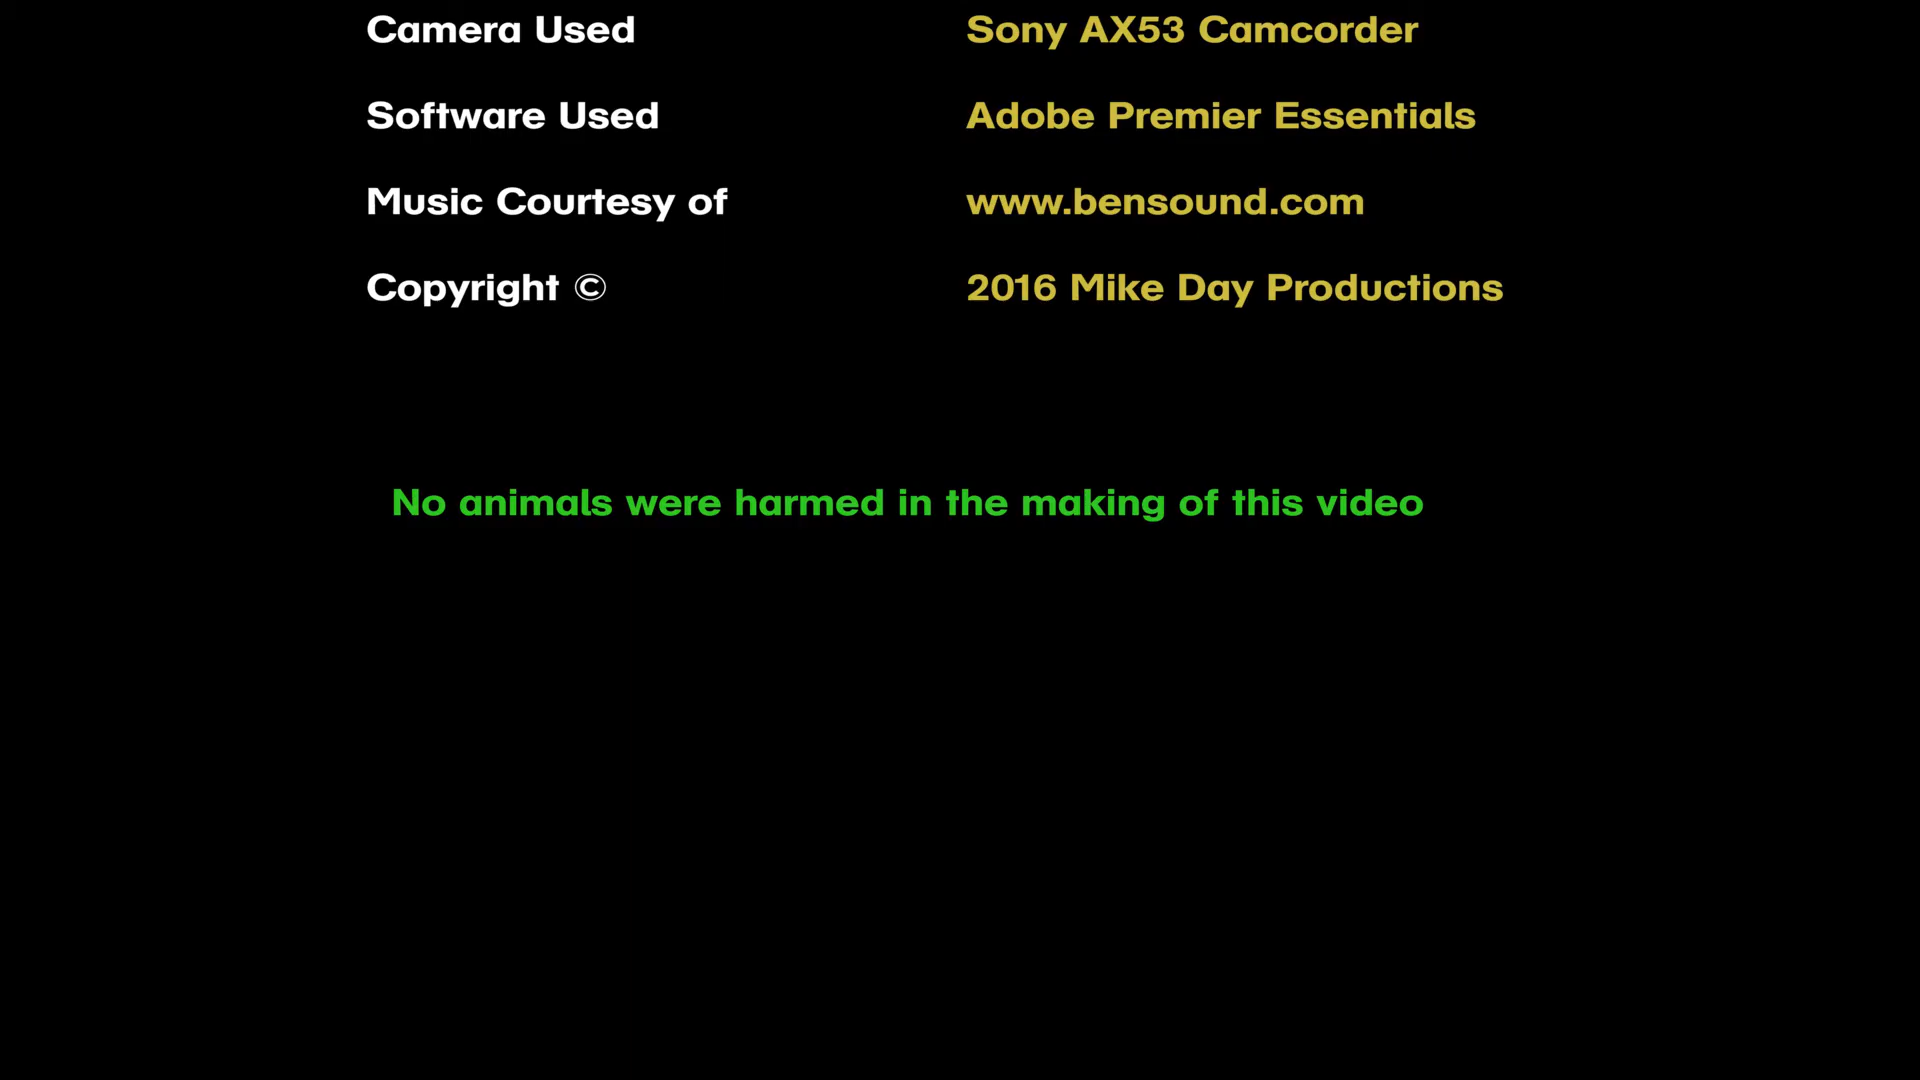 Camera Used Sony AX53 Camcorder
Software Used Adobe Premier Essentials
Music Courtesy of www.bensound.com
Copyright © 2016 Mike Day Productions
No animals were harmed in the making of this video